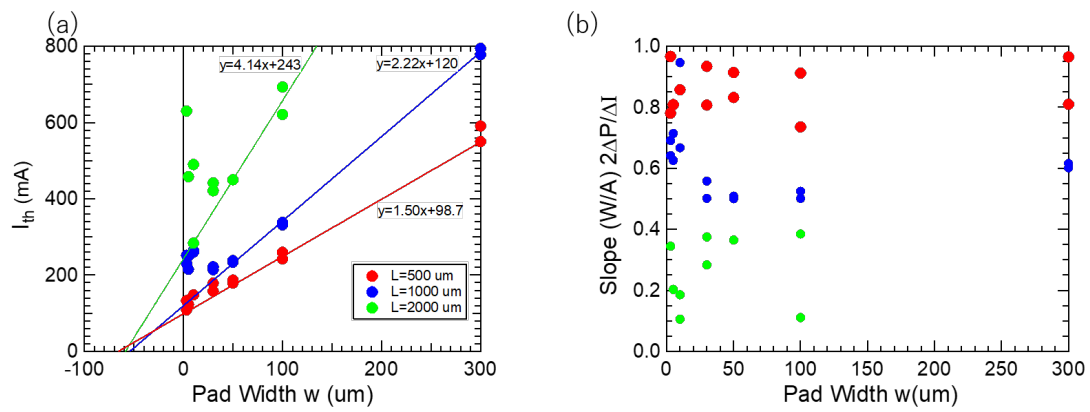 (a)
800
600
400
200
0
I_th (mA)
-100
0
100
200
300
Pad Width w (um)
y=4.14x+243
y=2.22x+120
y=1.50x+98.7
L=500 um
L=1000 um
L=2000 um
(b)
1.0
0.8
0.6
0.4
0.2
0.0
Slope (W/A) 2ΔP/ΔI
0
50
100
150
200
250
300
Pad Width w(um)